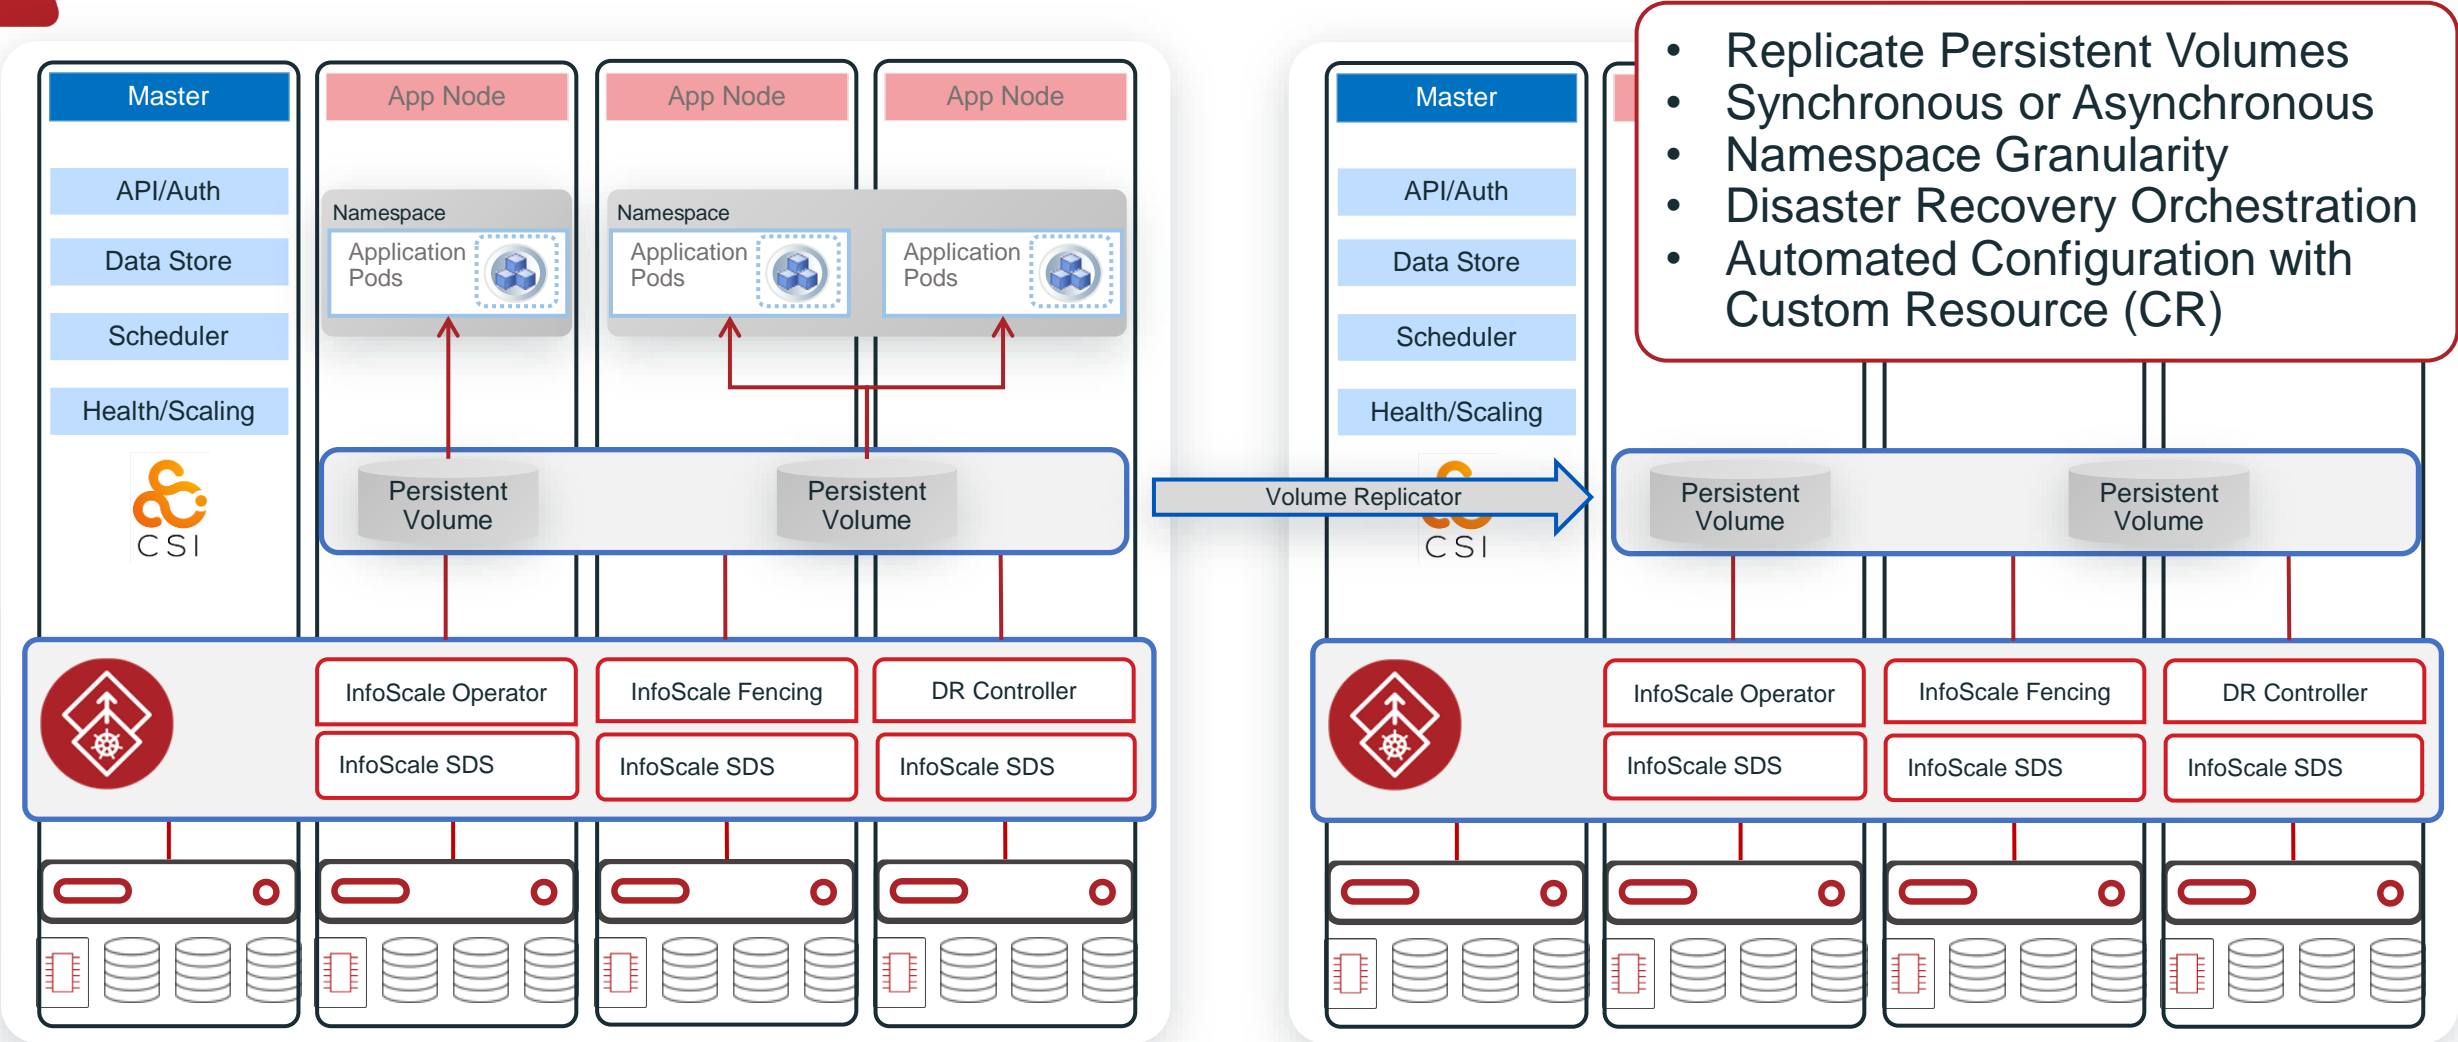 Master
API/Auth
Data Store
Scheduler
Health/Scaling
CSI
App Node
App Node
App Node
Namespace
Application
Pods
Namespace
Application
Pods
Application
Pods
Persistent
Volume
Persistent
Volume
InfoScale Operator
InfoScale Fencing
DR Controller
InfoScale SDS
InfoScale SDS
InfoScale SDS
Volume Replicator
Master
API/Auth
Data Store
Scheduler
Health/Scaling
CSI
• Replicate Persistent Volumes
• Synchronous or Asynchronous
• Namespace Granularity
• Disaster Recovery Orchestration
• Automated Configuration with
Custom Resource (CR)
Persistent
Volume
Persistent
Volume
InfoScale Operator
InfoScale Fencing
DR Controller
InfoScale SDS
InfoScale SDS
InfoScale SDS